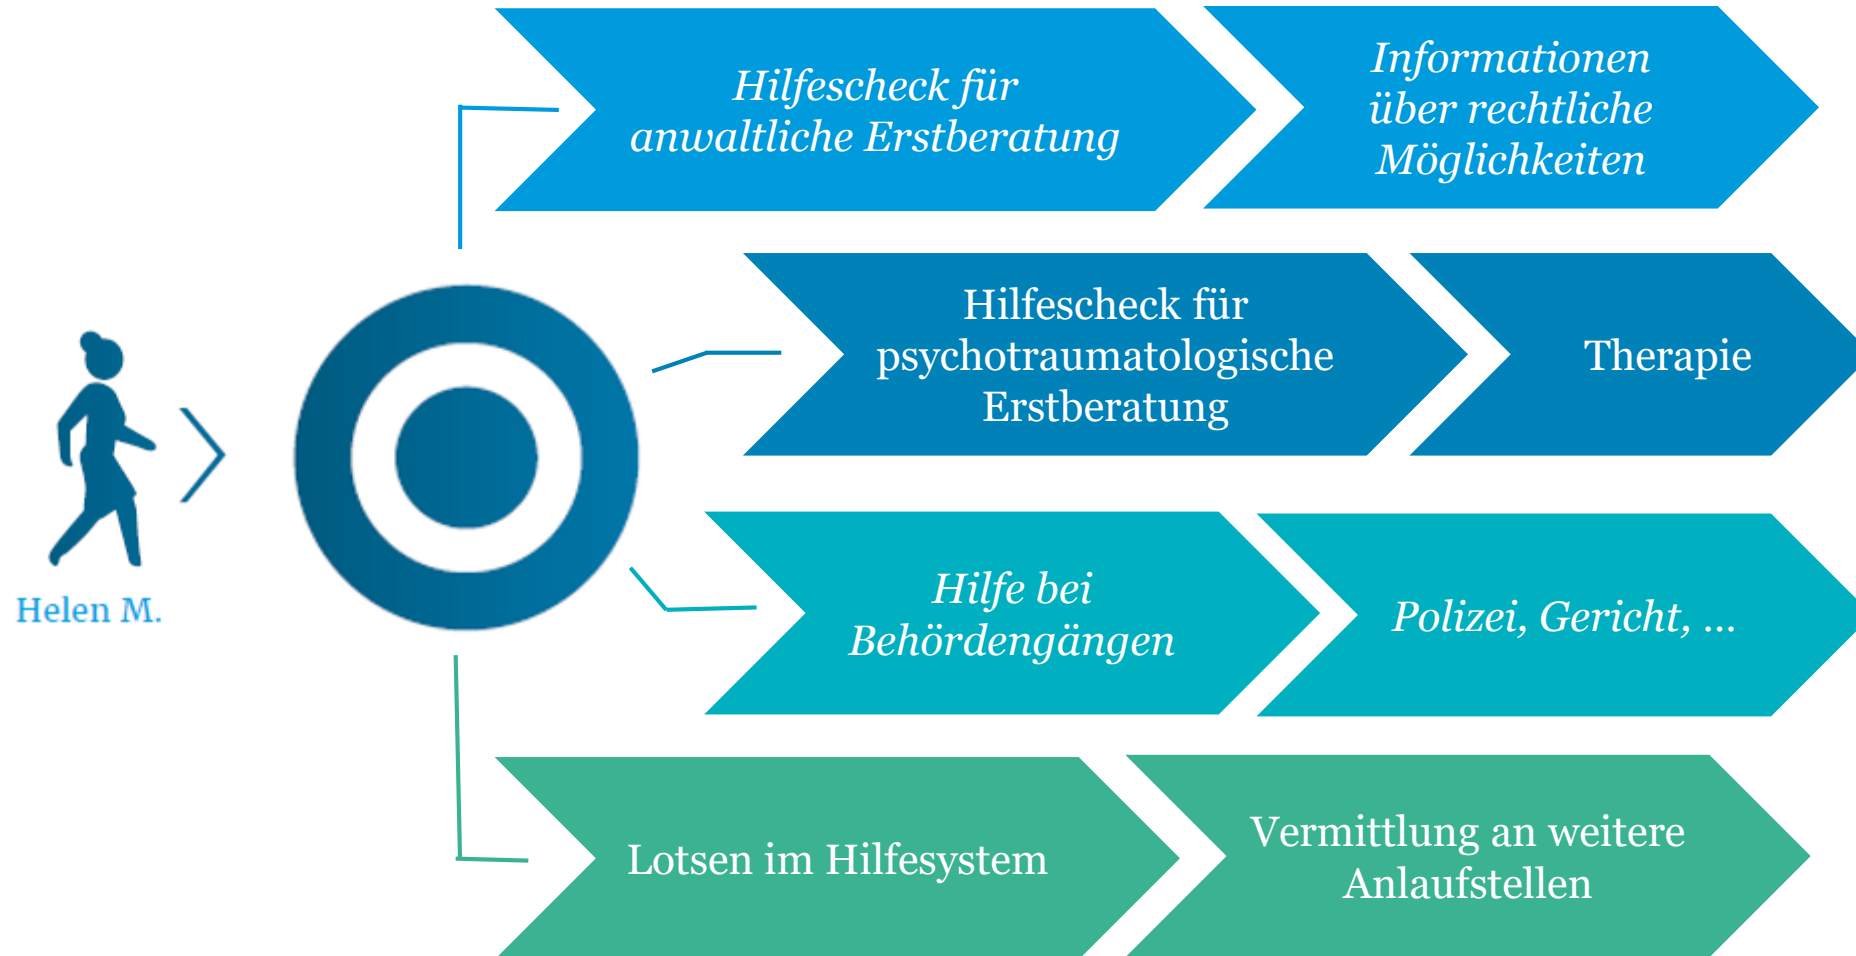 Hilfescheck für
anwaltliche Erstberatung
Informationen
über rechtliche
Möglichkeiten
Hilfescheck für
psychotraumatologische
Erstberatung
Therapie
Helen M.
Hilfe bei
Behördengängen
Polizei, Gericht, ...
Lotsen im Hilfesystem
Vermittlung an weitere
Anlaufstellen